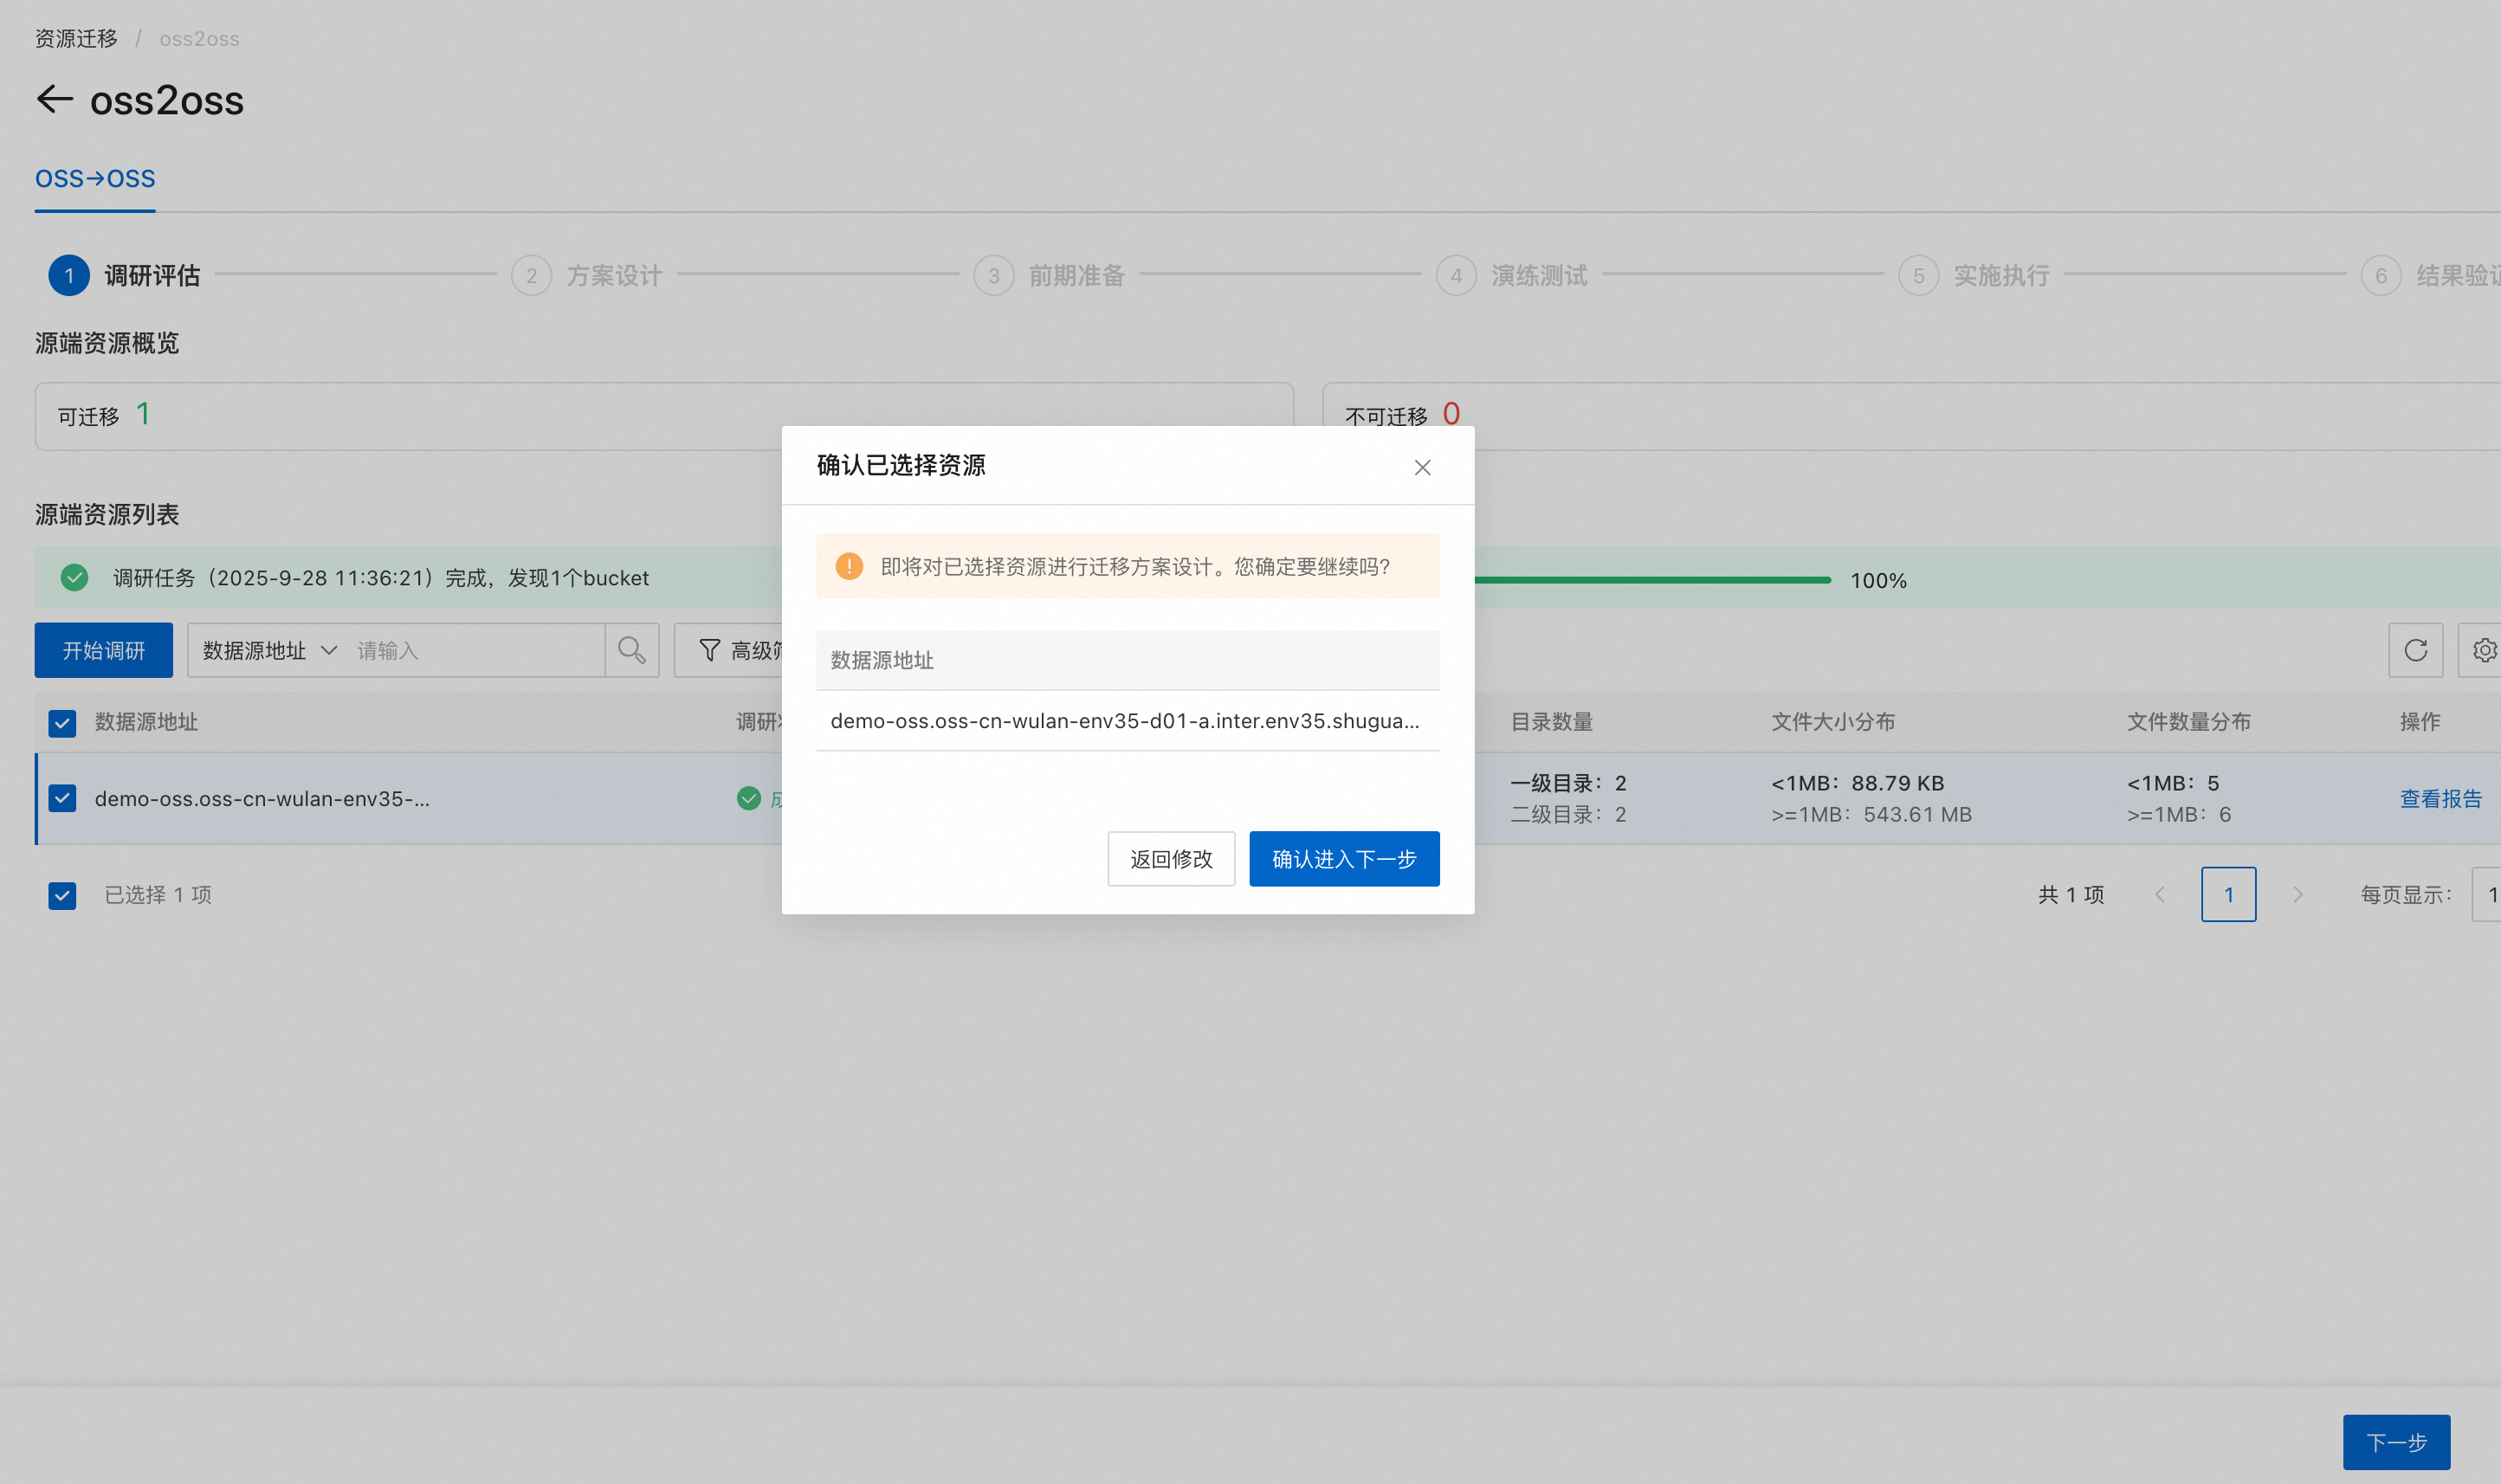 资源迁移 / oss2oss
← oss2oss
OSS→OSS
1 调研评估 2 方案设计 3 前期准备 4 演练测试 5 实施执行 6 结果验证
源端资源概览
可迁移 1 不可迁移 0
确认已选择资源
源端资源列表
即将对已选择资源进行迁移方案设计。您确定要继续吗?
调研任务（2025-9-28 11:36:21）完成，发现1个bucket 100%
开始调研 数据源地址 请输入 高级
数据源地址
数据源地址 调研 目录数量 文件大小分布 文件数量分布 操作
demo-oss.oss-cn-wulan-env35-d01-a.inter.env35.shugua...
demo-oss.oss-cn-wulan-env35-... 一级目录：2 <1MB：88.79 KB <1MB：5 查看报告
二级目录：2 >=1MB：543.61 MB >=1MB：6
返回修改 确认进入下一步
已选择 1 项 共 1 项 1 每页显示： 1
下一步